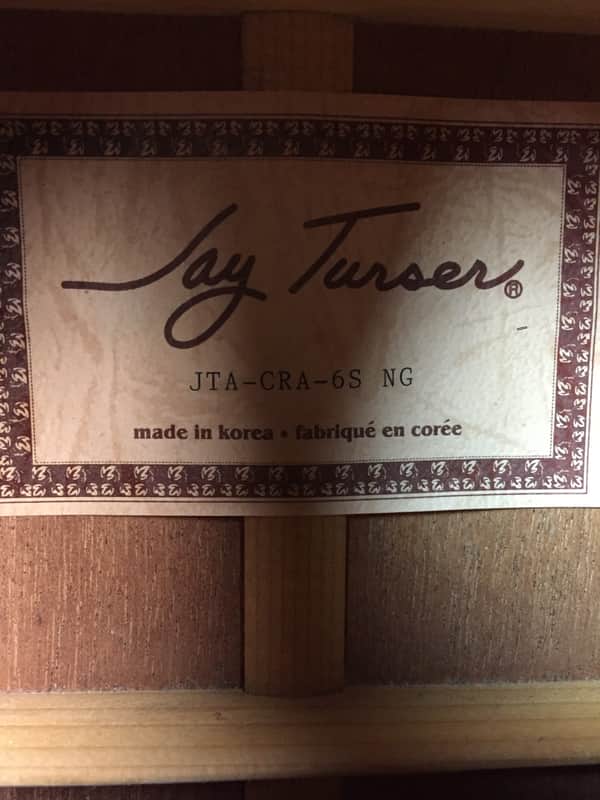 Jay Turser®
JTA-CRA-6S NG
made in korea • fabriqué en corée